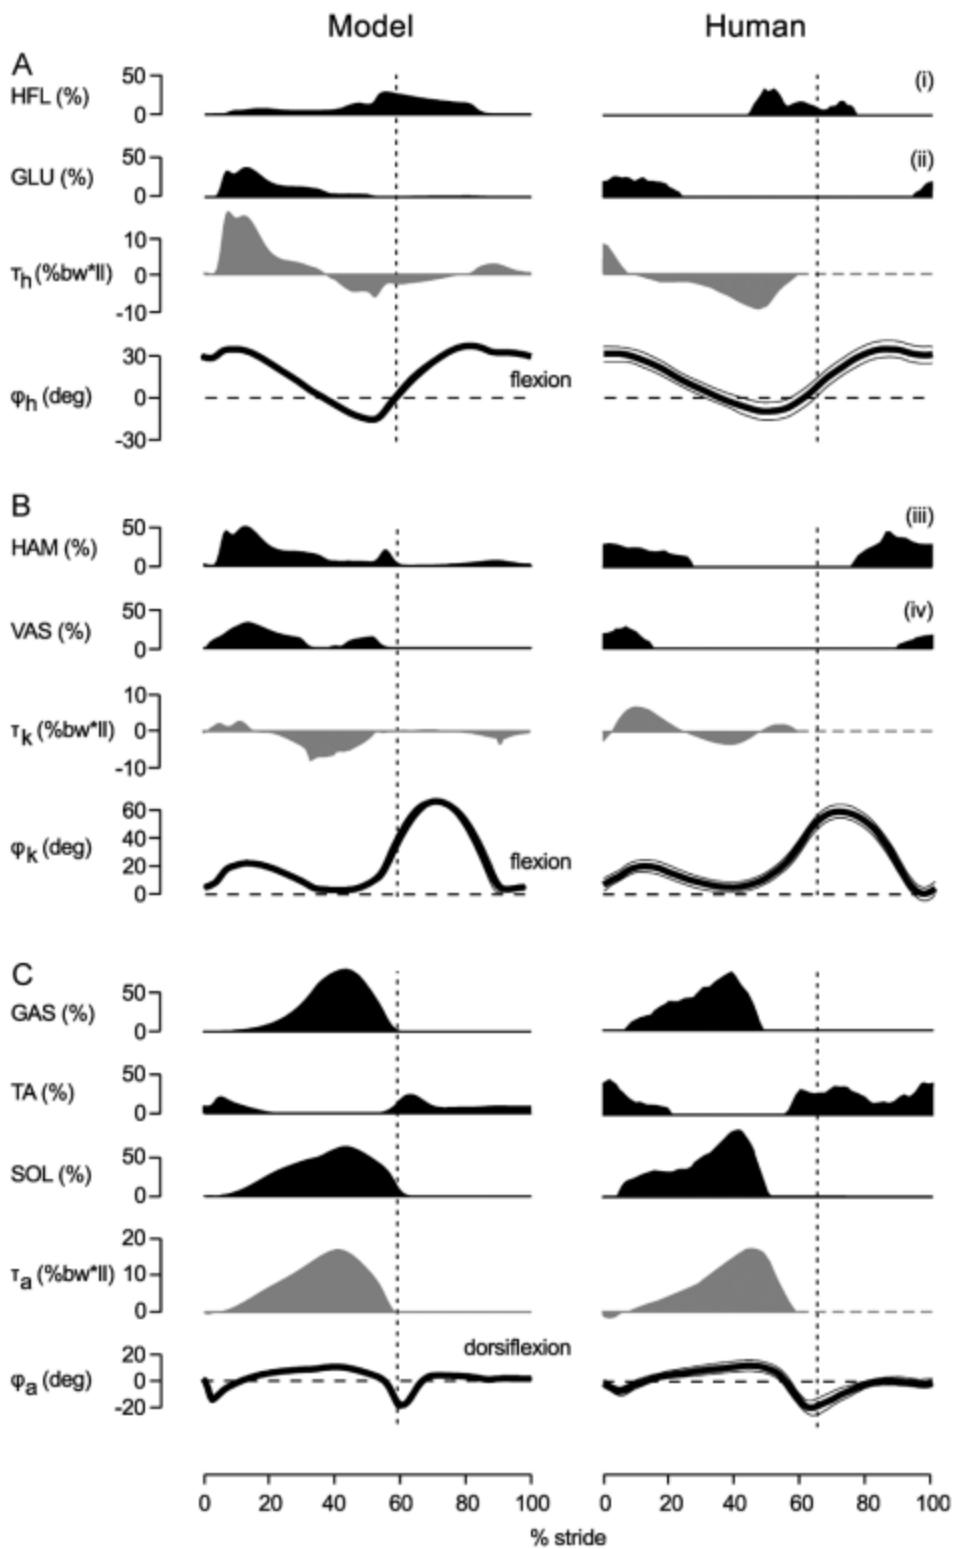 Model Human
A
HFL (%) 50 0 (i)
GLU (%) 50 0 (ii)
τh (%bw*ll) 10 0 -10
φh (deg) 30 0 -30 flexion
B
HAM (%) 50 0 (iii)
VAS (%) 50 0 (iv)
τk (%bw*ll) 10 0 -10
φk (deg) 60 40 20 0 flexion
C
GAS (%) 50 0
TA (%) 50 0
SOL (%) 50 0
τa (%bw*ll) 20 10 0
dorsiflexion
φa (deg) 20 0 -20
0 20 40 60 80 100 0 20 40 60 80 100
% stride